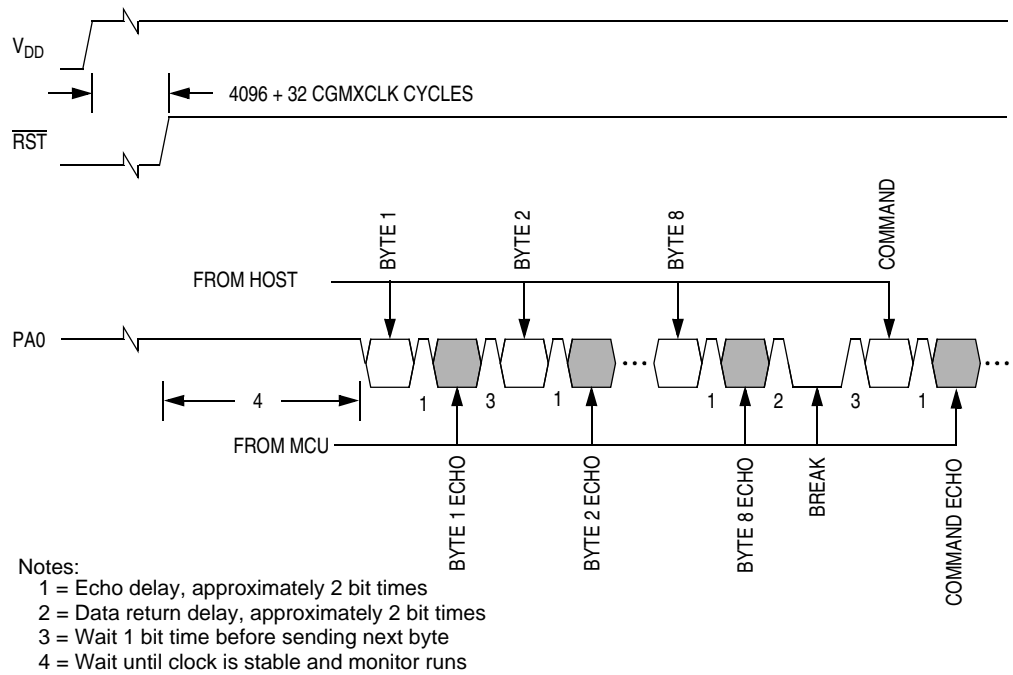 VDD
4096 + 32 CGMXCLK CYCLES
RST
BYTE 1
BYTE 2
BYTE 8
COMMAND
FROM HOST
PA0
1
3
1
1
2
3
1
4
FROM MCU
BYTE 1 ECHO
BYTE 2 ECHO
BYTE 8 ECHO
BREAK
COMMAND ECHO
Notes:
1 = Echo delay, approximately 2 bit times
2 = Data return delay, approximately 2 bit times
3 = Wait 1 bit time before sending next byte
4 = Wait until clock is stable and monitor runs